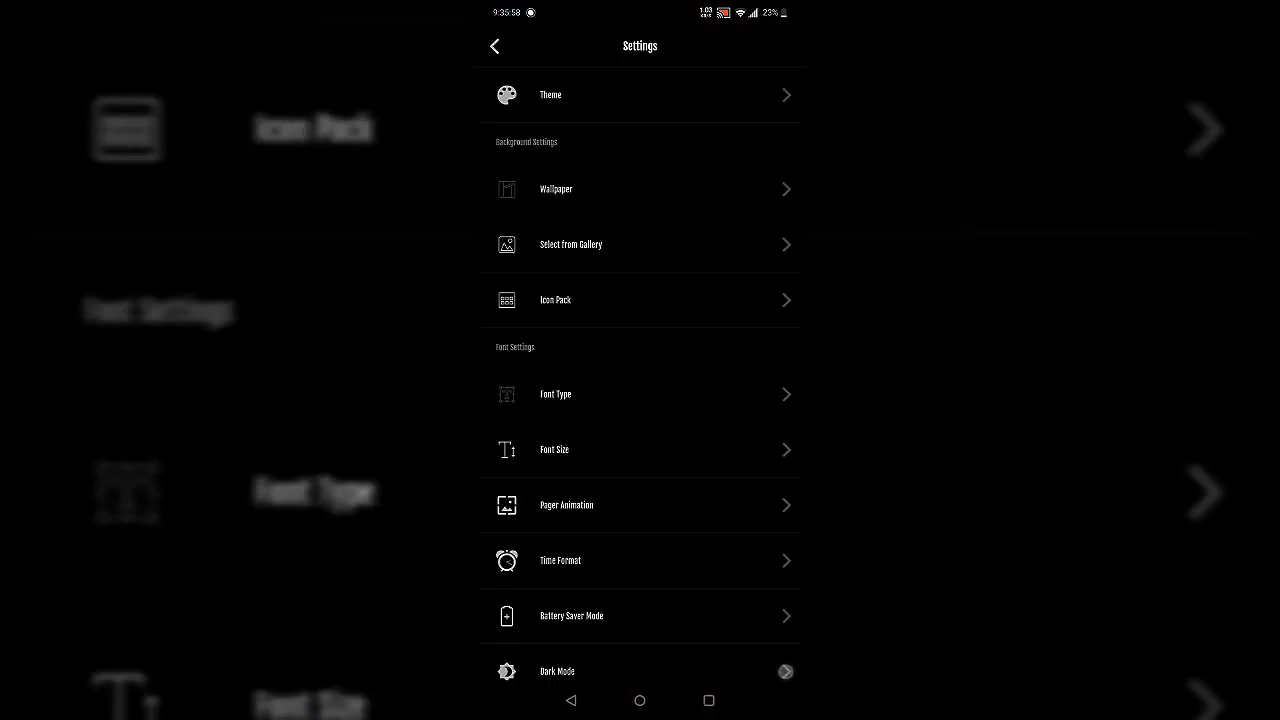 9:35:58
1.03
KB/S
23%
Settings
Theme
Background Settings
Wallpaper
Select from Gallery
Icon Pack
Font Settings
Font Type
Font Size
Pager Animation
Time Format
Battery Saver Mode
Dark Mode
Icon Pack
Font Settings
Font Type
Font Size